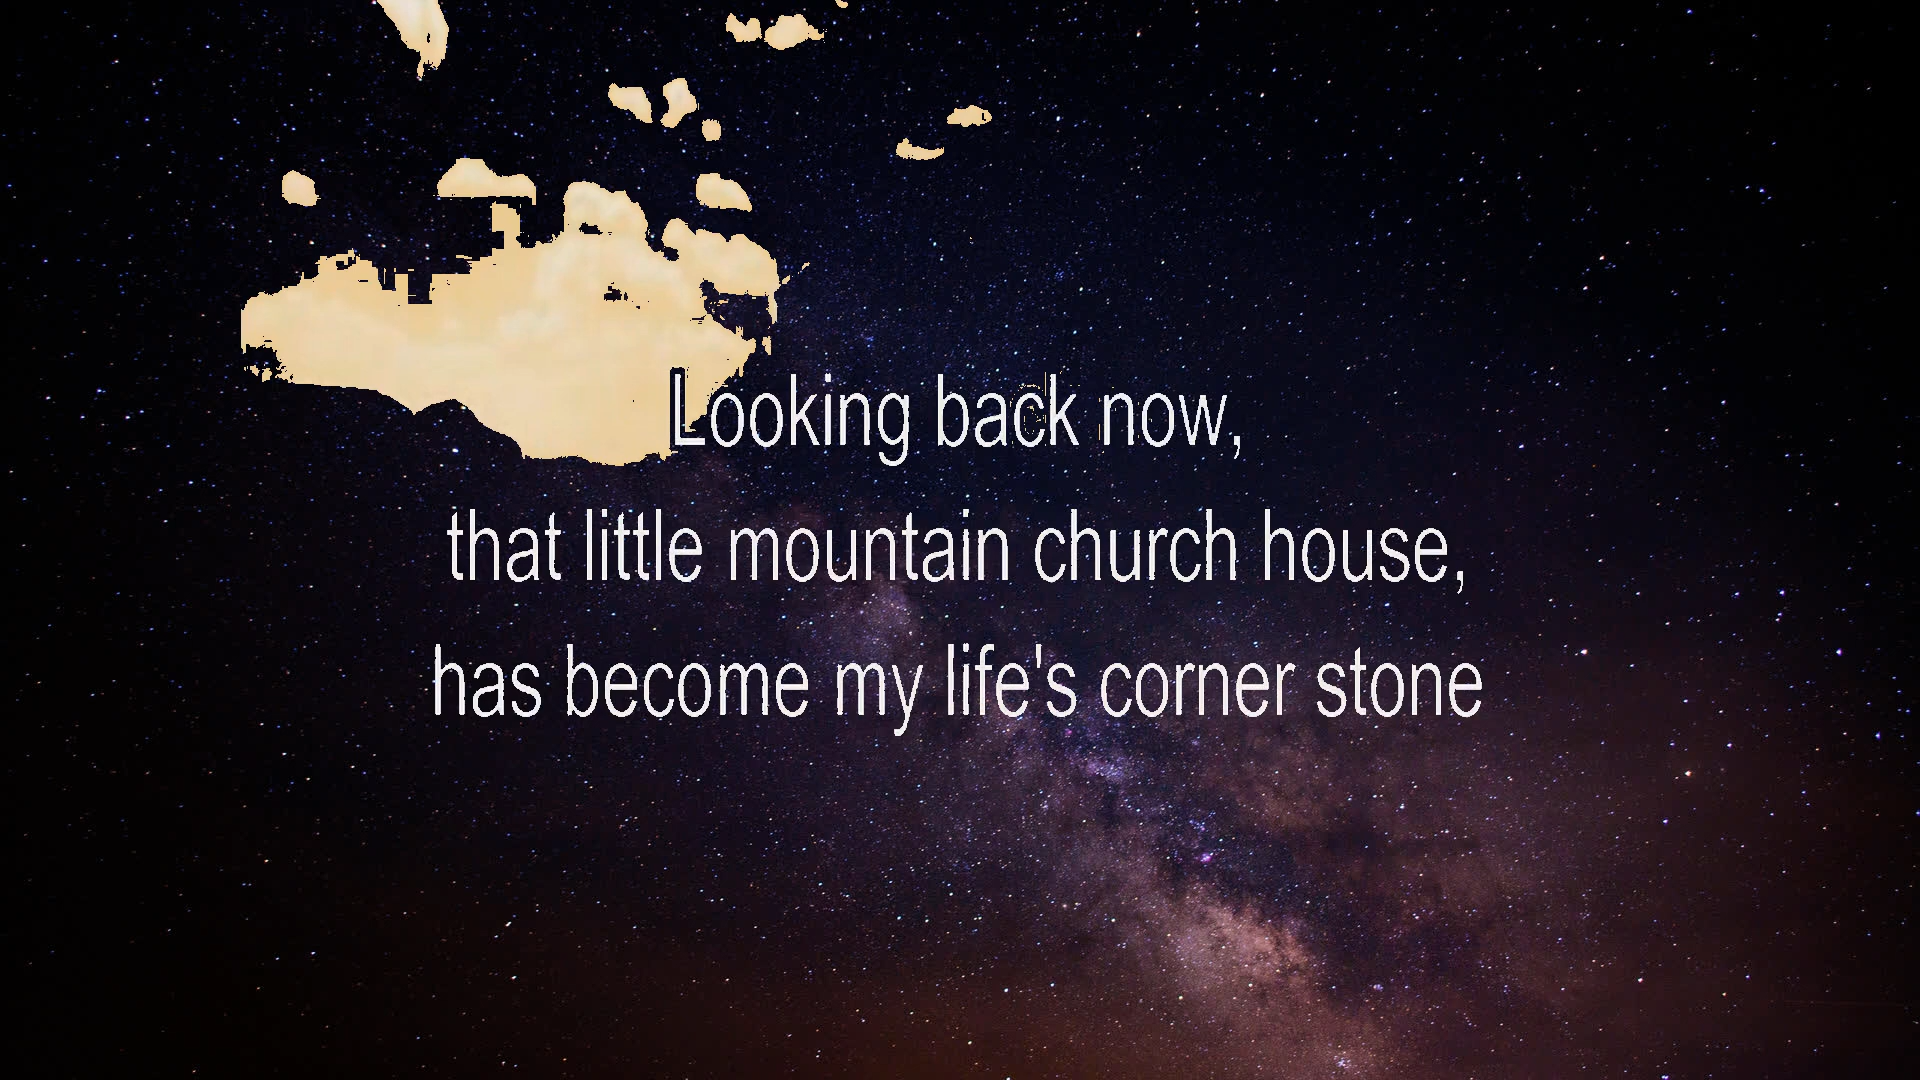 Looking back now,
that little mountain church house,
has become my life's corner stone